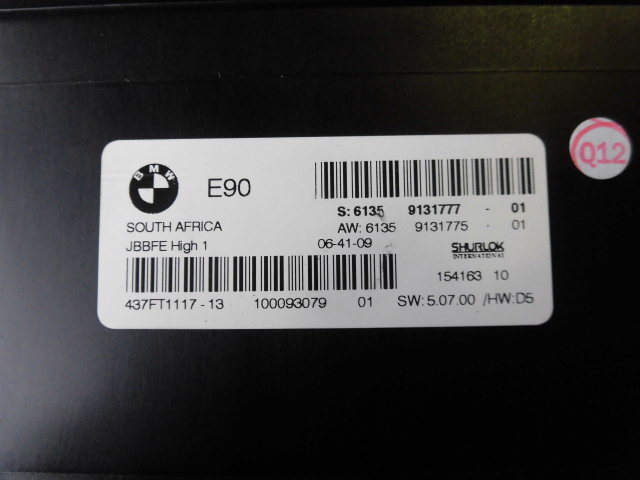 BMW
E90
S: 6135 9131777 - 01
SOUTH AFRICA
AW: 6135 9131775 - 01
JBBFE High 1
06-41-09
SHURLOK
INTERNATIONAL
154163 10
437FT1117 - 13 100093079 01 SW: 5.07.00 /HW:D5
Q12